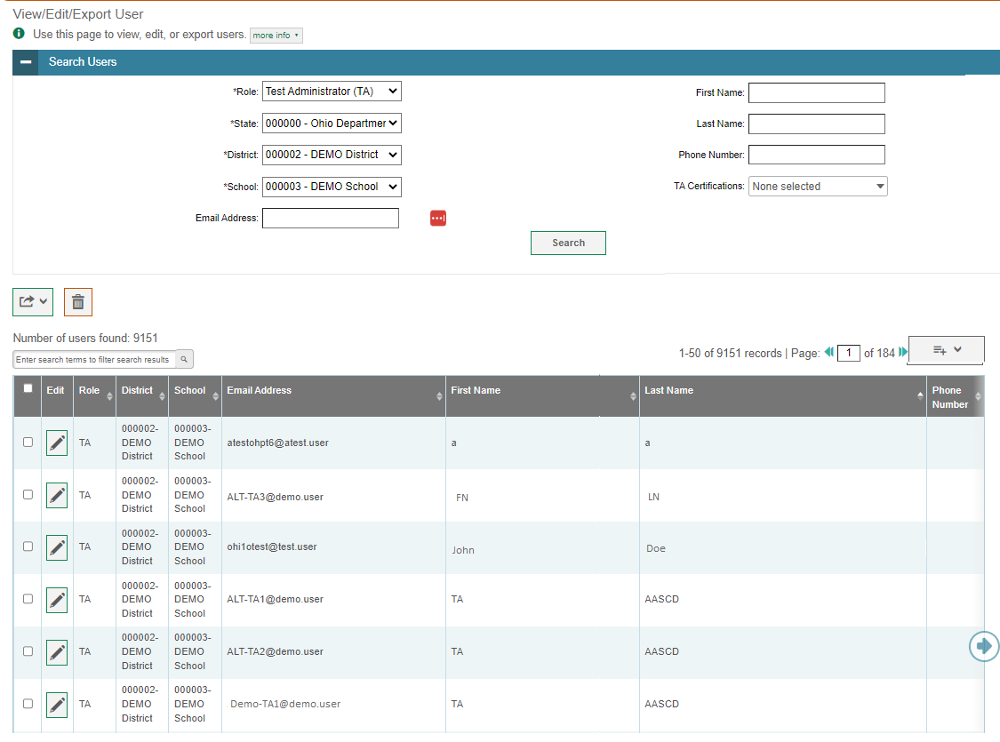 View/Edit/Export User
Use this page to view, edit, or export users. more info
Search Users
*Role: Test Administrator (TA)
First Name:
*State: 000000 - Ohio Departmer
Last Name:
*District: 000002 - DEMO District
Phone Number:
*School: 000003 - DEMO School
TA Certifications: None selected
Email Address:
Search
Number of users found: 9151
Enter search terms to filter search results
1-50 of 9151 records | Page: 1 of 184
Edit Role District School Email Address First Name Last Name Phone
Number
000002- 000003-
TA DEMO DEMO atestohpt6@atest.user a a
District School
000002- 000003-
TA DEMO DEMO ALT-TA3@demo.user FN LN
District School
000002- 000003-
TA DEMO DEMO ohi1otest@test.user John Doe
District School
000002- 000003-
TA DEMO DEMO ALT-TA1@demo.user TA AASCD
District School
000002- 000003-
TA DEMO DEMO ALT-TA2@demo.user TA AASCD
District School
000002- 000003-
TA DEMO DEMO Demo-TA1@demo.user TA AASCD
District School